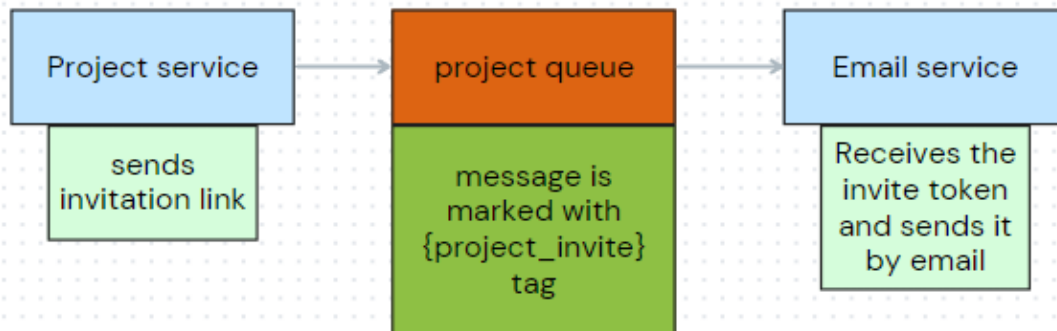 Project service
project queue
Email service
sends
invitation link
message is
marked with
{project_invite}
tag
Receives the
invite token
and sends it
by email